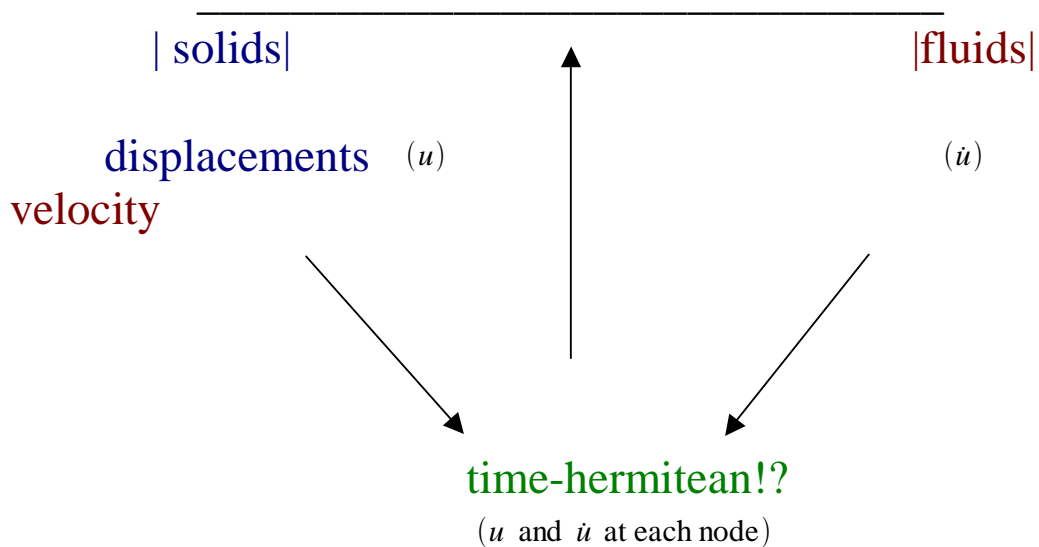 | solids| |fluids|
displacements (u) (u̇)
velocity
time-hermitean!?
(u and u̇ at each node)